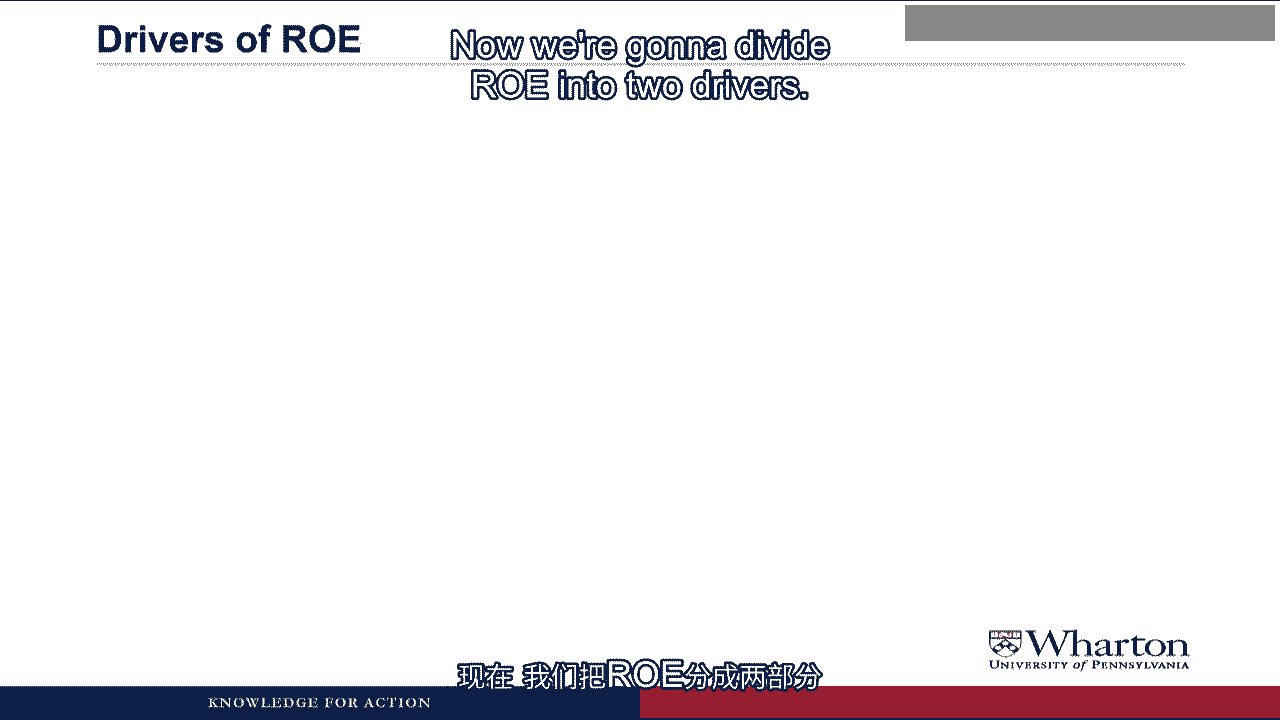 Drivers of ROE
Now we're gonna divide
ROE into two drivers.
Wharton
UNIVERSITY of PENNSYLVANIA
现在 我们把ROE分成两部分
KNOWLEDGE FOR ACTION